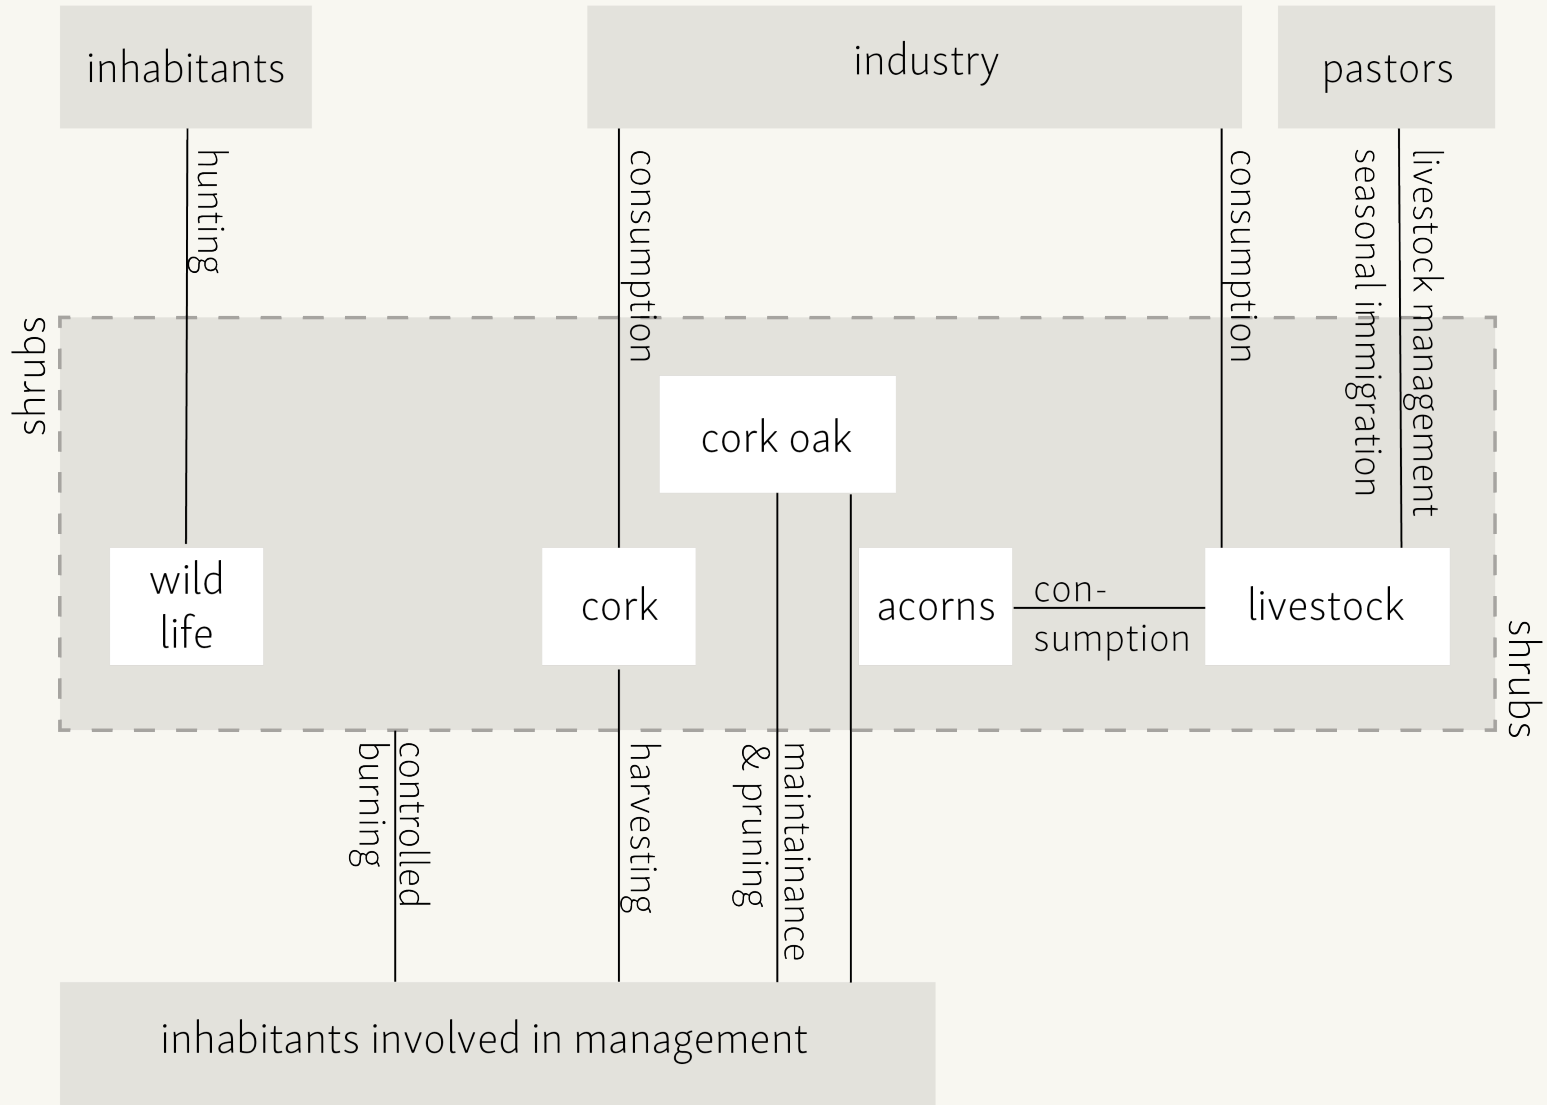 inhabitants
industry
pastors
hunting
consumption
consumption
seasonal immigration
livestock management
shrubs
cork oak
wild
life
cork
acorns
con-
sumption
livestock
shrubs
controlled
burning
harvesting
maintainance
& pruning
inhabitants involved in management